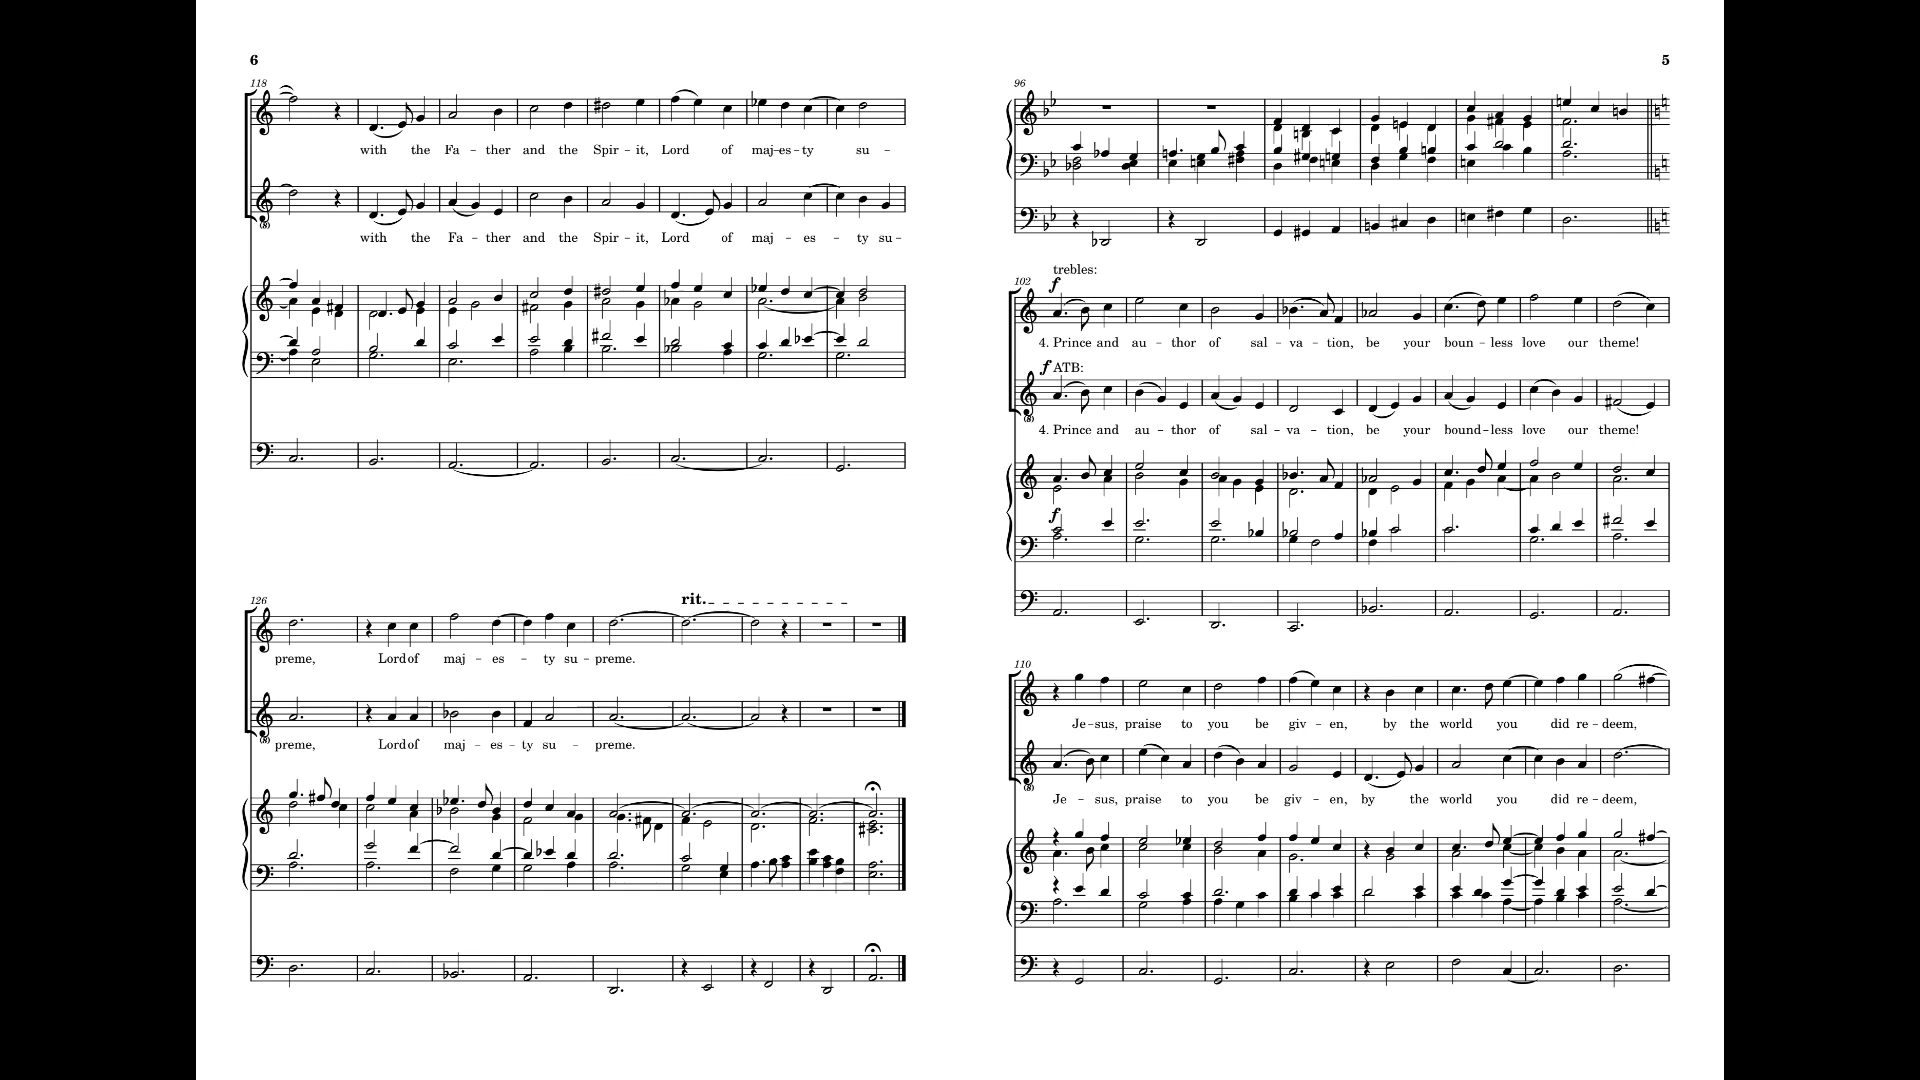 6
118
with the Fa – ther and the Spir – it, Lord of maj–es–ty su –
with the Fa – ther and the Spir – it, Lord of maj – es – ty su –
126
rit.
preme, Lord of maj – es – ty su – preme.
preme, Lord of maj – es – ty su – preme.
5
96
102
trebles:
f
4. Prince and au – thor of sal – va – tion, be your boun – less love our theme!
f ATB:
4. Prince and au – thor of sal – va – tion, be your bound – less love our theme!
f
110
Je – sus, praise to you be giv – en, by the world you did re – deem,
Je – sus, praise to you be giv – en, by the world you did re – deem,